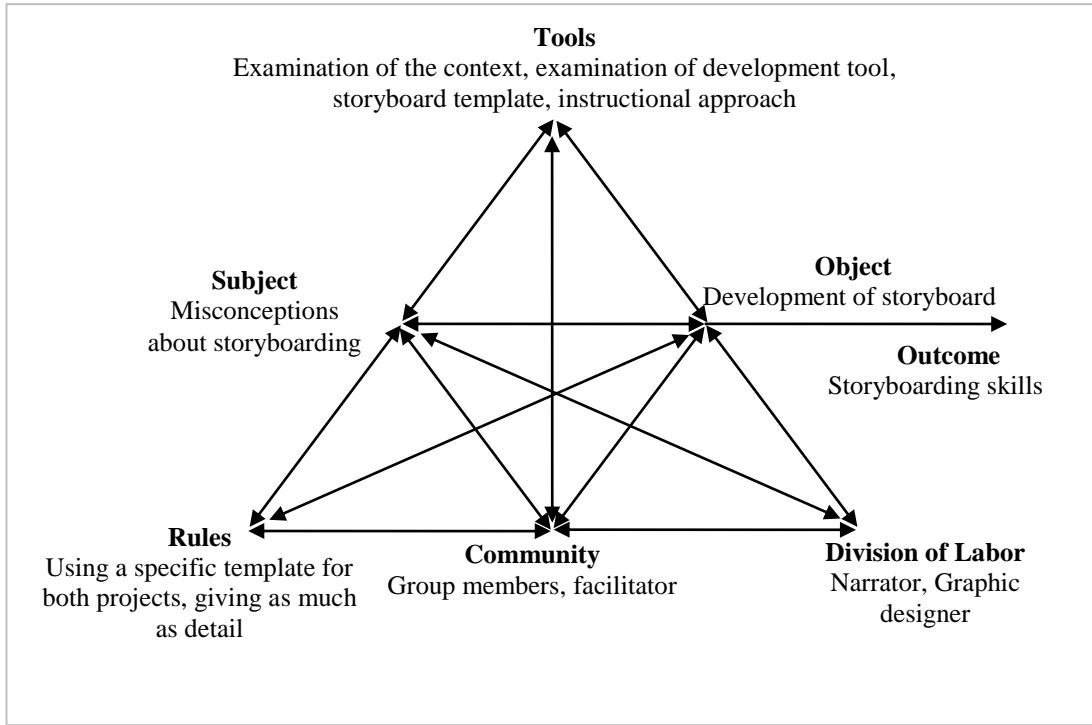 Tools
Examination of the context, examination of development tool,
storyboard template, instructional approach
Subject
Misconceptions
about storyboarding
Object
Development of storyboard
Outcome
Storyboarding skills
Rules
Using a specific template for
both projects, giving as much
as detail
Community
Group members, facilitator
Division of Labor
Narrator, Graphic
designer